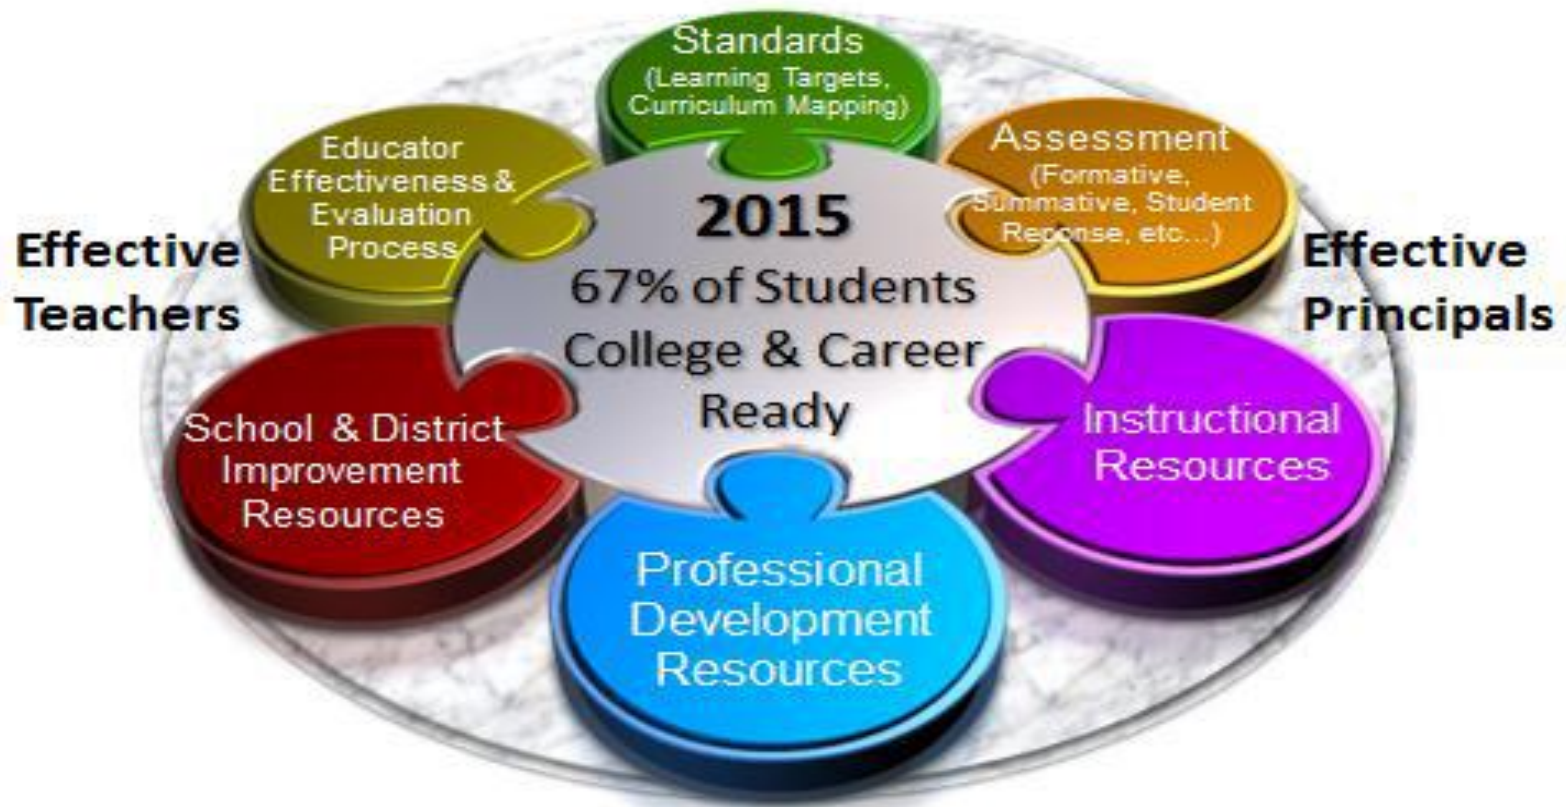 Standards
(Learning Targets,
Curriculum Mapping)
Educator
Effectiveness &
Evaluation
Process
Assessment
(Formative,
Summative, Student
Reponse, etc...)
Effective
Teachers
2015
67% of Students
College & Career
Ready
Effective
Principals
School & District
Improvement
Resources
Instructional
Resources
Professional
Development
Resources